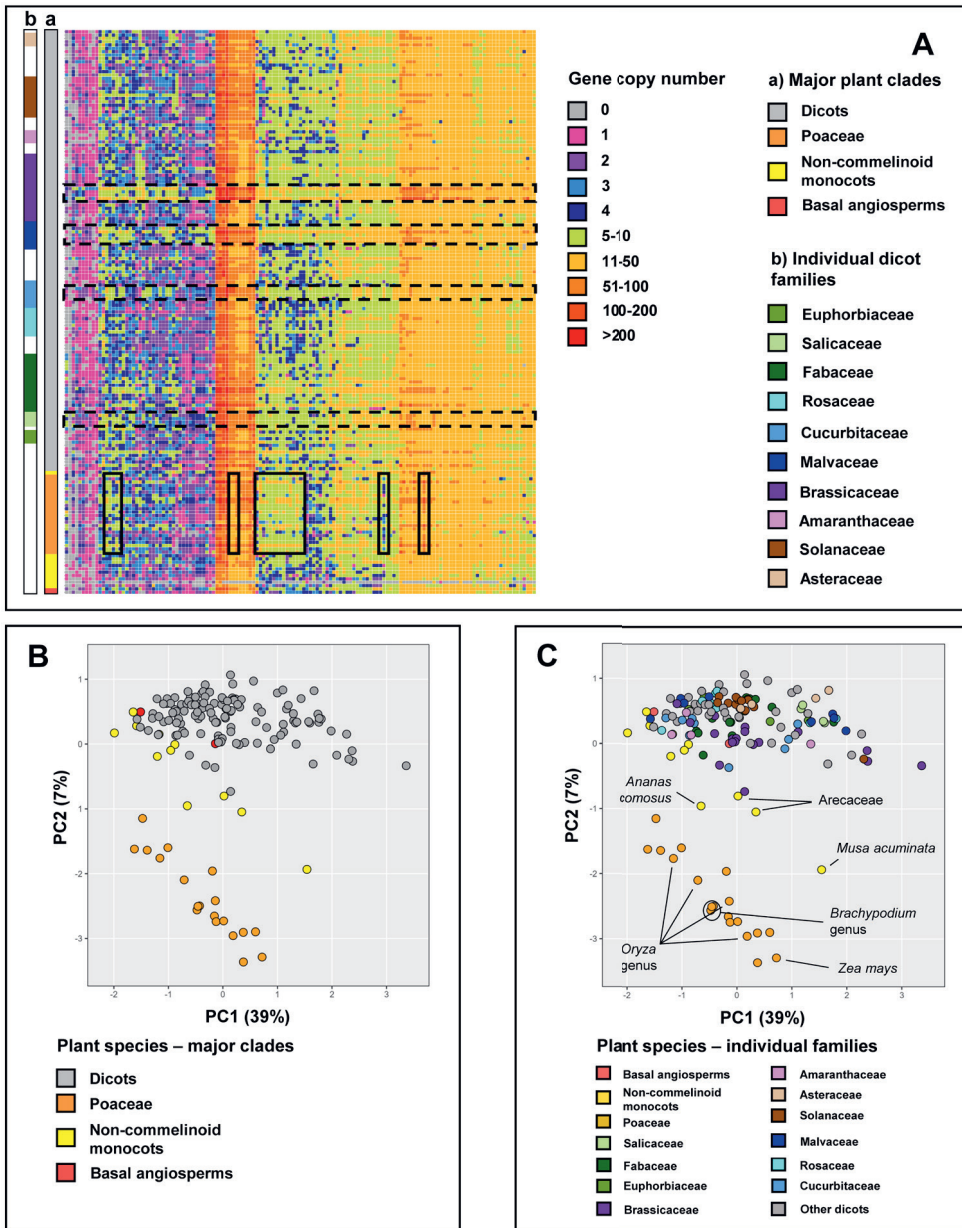 b a
A
Gene copy number
0
1
2
3
4
5-10
11-50
51-100
100-200
>200
a) Major plant clades
Dicots
Poaceae
Non-commelinoid
monocots
Basal angiosperms
b) Individual dicot
families
Euphorbiaceae
Salicaceae
Fabaceae
Rosaceae
Cucurbitaceae
Malvaceae
Brassicaceae
Amaranthaceae
Solanaceae
Asteraceae
B
PC2 (7%)
1
0
-1
-2
-3
-2
-1
0
1
2
3
PC1 (39%)
Plant species – major clades
Dicots
Poaceae
Non-commelinoid
monocots
Basal angiosperms
C
PC2 (7%)
1
0
-1
-2
-3
Ananas
comosus
Arecaceae
Musa acuminata
Brachypodium
genus
Oryza
genus
Zea mays
-2
-1
0
1
2
3
PC1 (39%)
Plant species – individual families
Basal angiosperms
Non-commelinoid
monocots
Poaceae
Salicaceae
Fabaceae
Euphorbiaceae
Brassicaceae
Amaranthaceae
Asteraceae
Solanaceae
Malvaceae
Rosaceae
Cucurbitaceae
Other dicots